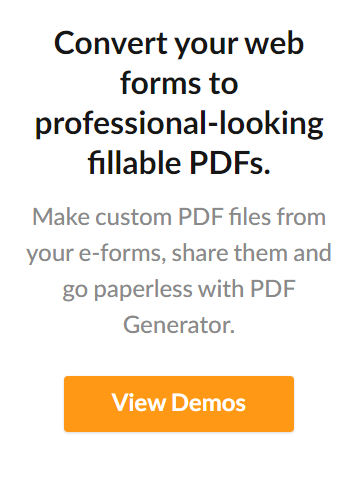 Convert your web
forms to
professional-looking
fillable PDFs.
Make custom PDF files from
your e-forms, share them and
go paperless with PDF
Generator.
View Demos